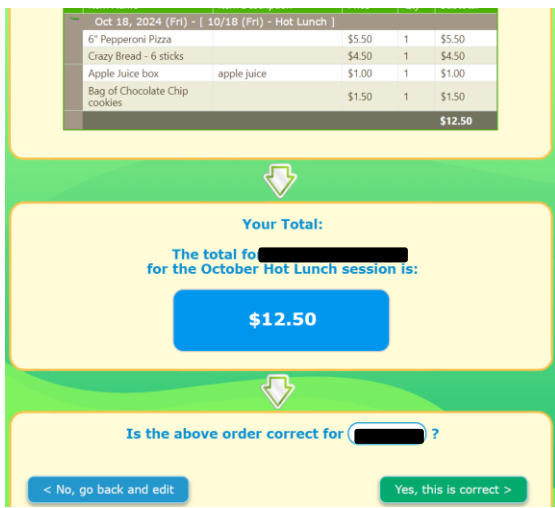 Oct 18, 2024 (Fri) - [ 10/18 (Fri) - Hot Lunch ]
6" Pepperoni Pizza $5.50 1 $5.50
Crazy Bread - 6 sticks $4.50 1 $4.50
Apple Juice box apple juice $1.00 1 $1.00
Bag of Chocolate Chip
cookies $1.50 1 $1.50
$12.50
Your Total:
The total
for the October Hot Lunch session is:
$12.50
Is the above order correct for ?
< No, go back and edit
Yes, this is correct >